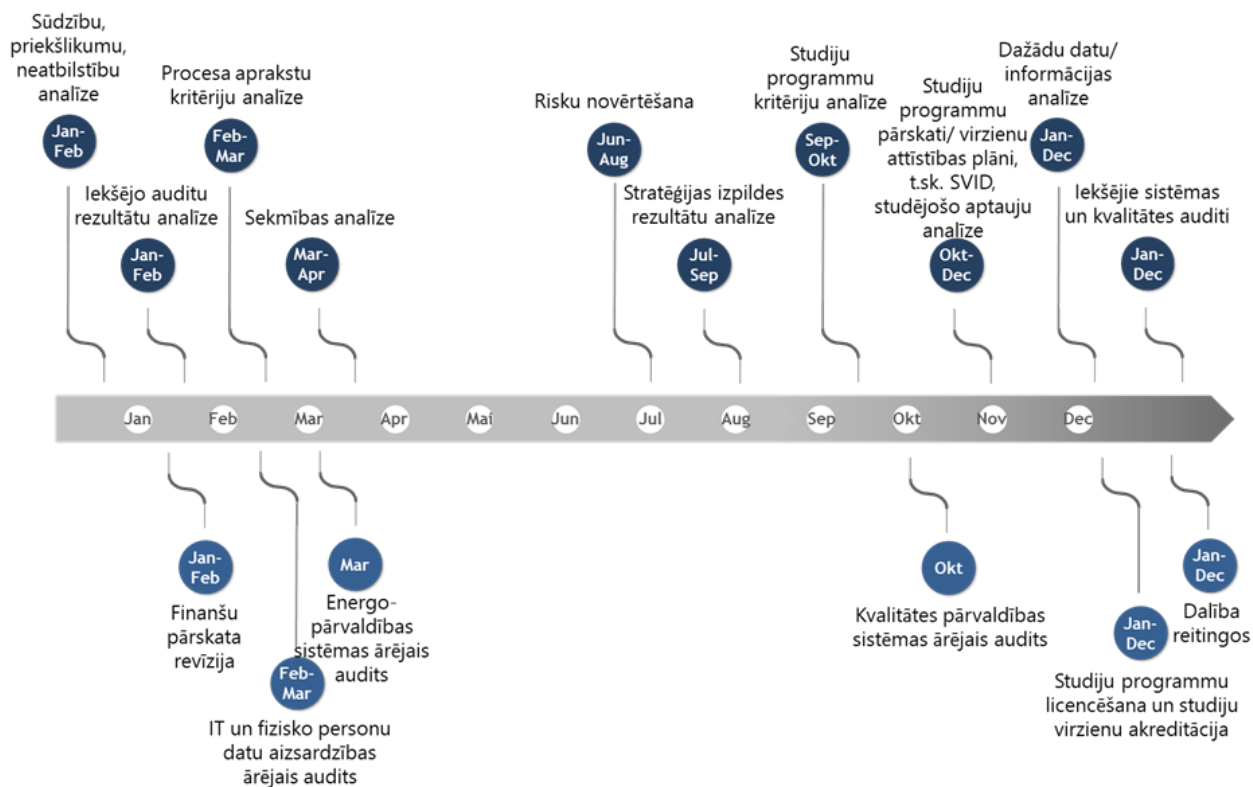 Sūdzību,
priekšlikumu,
neatbilstību
analīze
Jan-
Feb
Iekšējo auditu
rezultātu analīze
Jan-
Feb
Procesa aprakstu
kritēriju analīze
Feb-
Mar
Sekmības analīze
Mar-
Apr
Risku novērtēšana
Jun-
Aug
Stratēģijas izpildes
rezultātu analīze
Jul-
Sep
Studiju
programmu
kritēriju analīze
Sep-
Okt
Studiju
programmu
pārskati/ virzienu
attīstības plāni,
t.sk. SVID,
studējošo aptauju
analīze
Okt-
Dec
Dažādu datu/
informācijas
analīze
Jan-
Dec
Iekšējie sistēmas
un kvalitātes auditi
Jan-
Dec
Jan Feb Mar Apr Mai Jun Jul Aug Sep Okt Nov Dec
Jan-
Feb
Finanšu
pārskata
revīzija
Feb-
Mar
IT un fizisko personu
datu aizsardzības
ārējais audits
Mar
Energo-
pārvaldības
sistēmas ārējais
audits
Okt
Kvalitātes pārvaldības
sistēmas ārējais audits
Jan-
Dec
Studiju programmu
licencēšana un studiju
virzienu akreditācija
Jan-
Dec
Dalība
reitingos